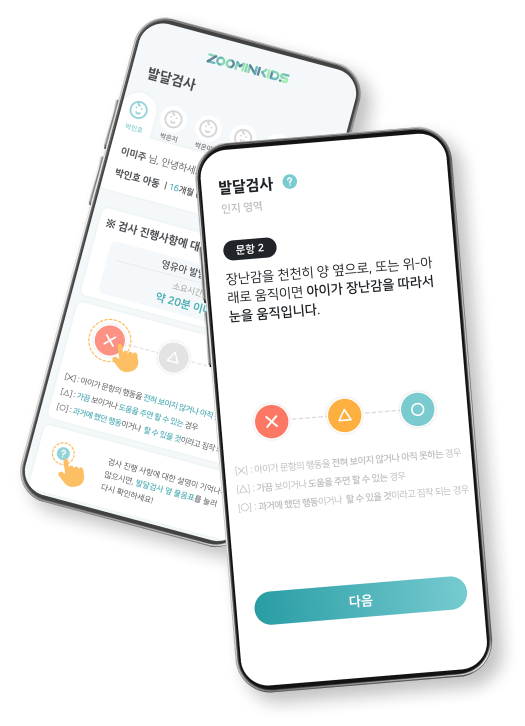 ZOOMINKIDS
발달검사
박민호
박윤지
이미주 님, 안녕하세
박민호 아동 | 16개월
※ 검사 진행사항에 대
영유아 발달
소요시간
약 20분 이내
[X] : 아이가 문항의 행동을 전혀 보이지 않거나 아직
[△] : 가끔 보이거나 도움을 주면 할 수 있는 경우
[O] : 과거에 했던 행동이거나 할 수 있을 것이라고 짐작
?
검사 진행 사항에 대한 설명이 기억나
않으시면, 발달검사 옆 물음표를 눌러
다시 확인하세요!
발달검사 ?
인지 영역
문항 2
장난감을 천천히 양 옆으로, 또는 위-아
래로 움직이면 아이가 장난감을 따라서
눈을 움직입니다.
[X] : 아이가 문항의 행동을 전혀 보이지 않거나 아직 못하는 경우
[△] : 가끔 보이거나 도움을 주면 할 수 있는 경우
[O] : 과거에 했던 행동이거나 할 수 있을 것이라고 짐작 되는 경우
다음